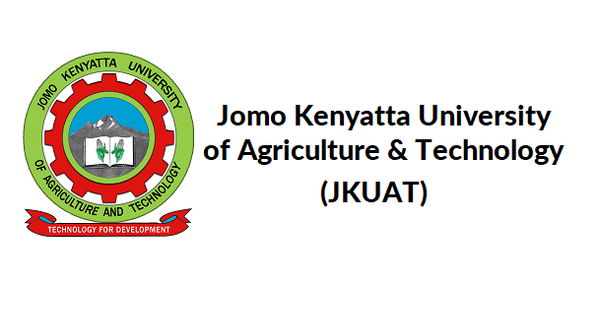 JOMO KENYATTA UNIVERSITY
OF AGRICULTURE AND TECHNOLOGY
TECHNOLOGY FOR DEVELOPMENT
Jomo Kenyatta University
of Agriculture & Technology
(JKUAT)